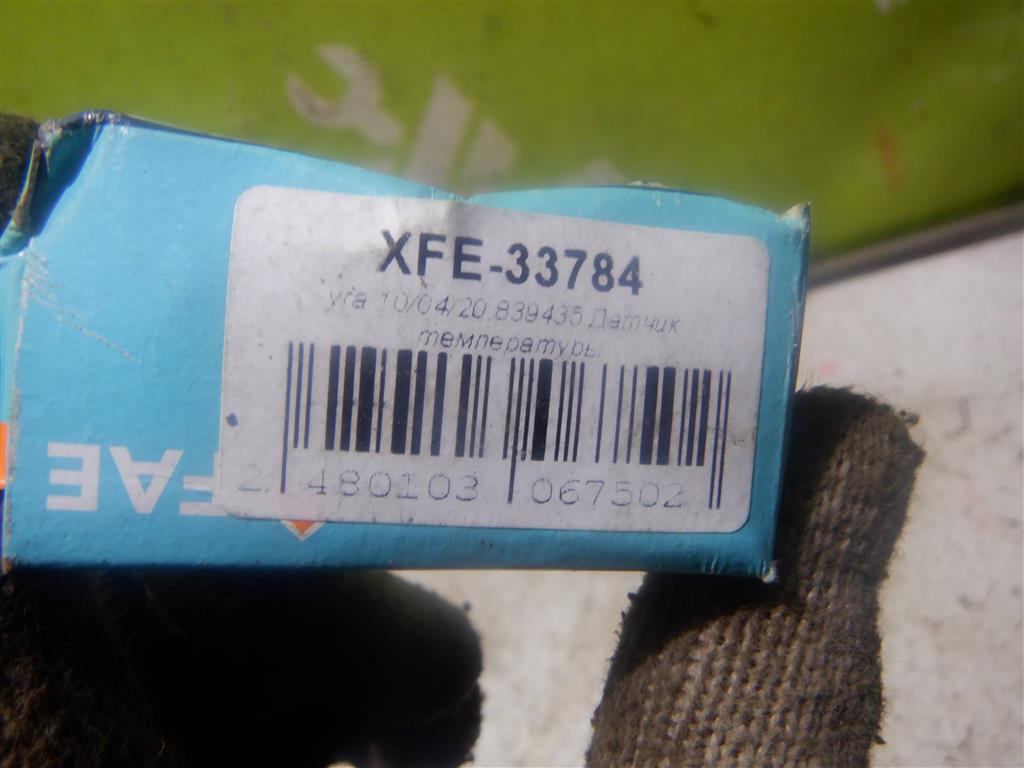 XFE-33784
уга 10/04/20,839435 Датчик
температуры
2 480103 067502
FAE